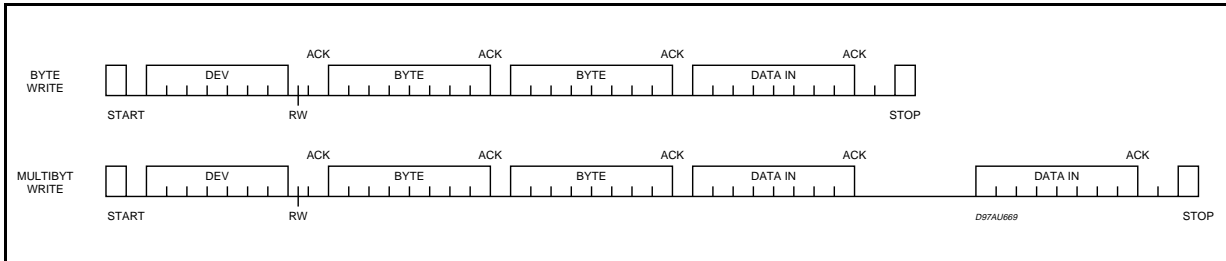 ACK ACK ACK ACK
BYTE
WRITE
DEV BYTE BYTE DATA IN
START RW STOP
ACK ACK ACK ACK ACK
MULTIBYT
WRITE
DEV BYTE BYTE DATA IN DATA IN
START RW D97AU669 STOP